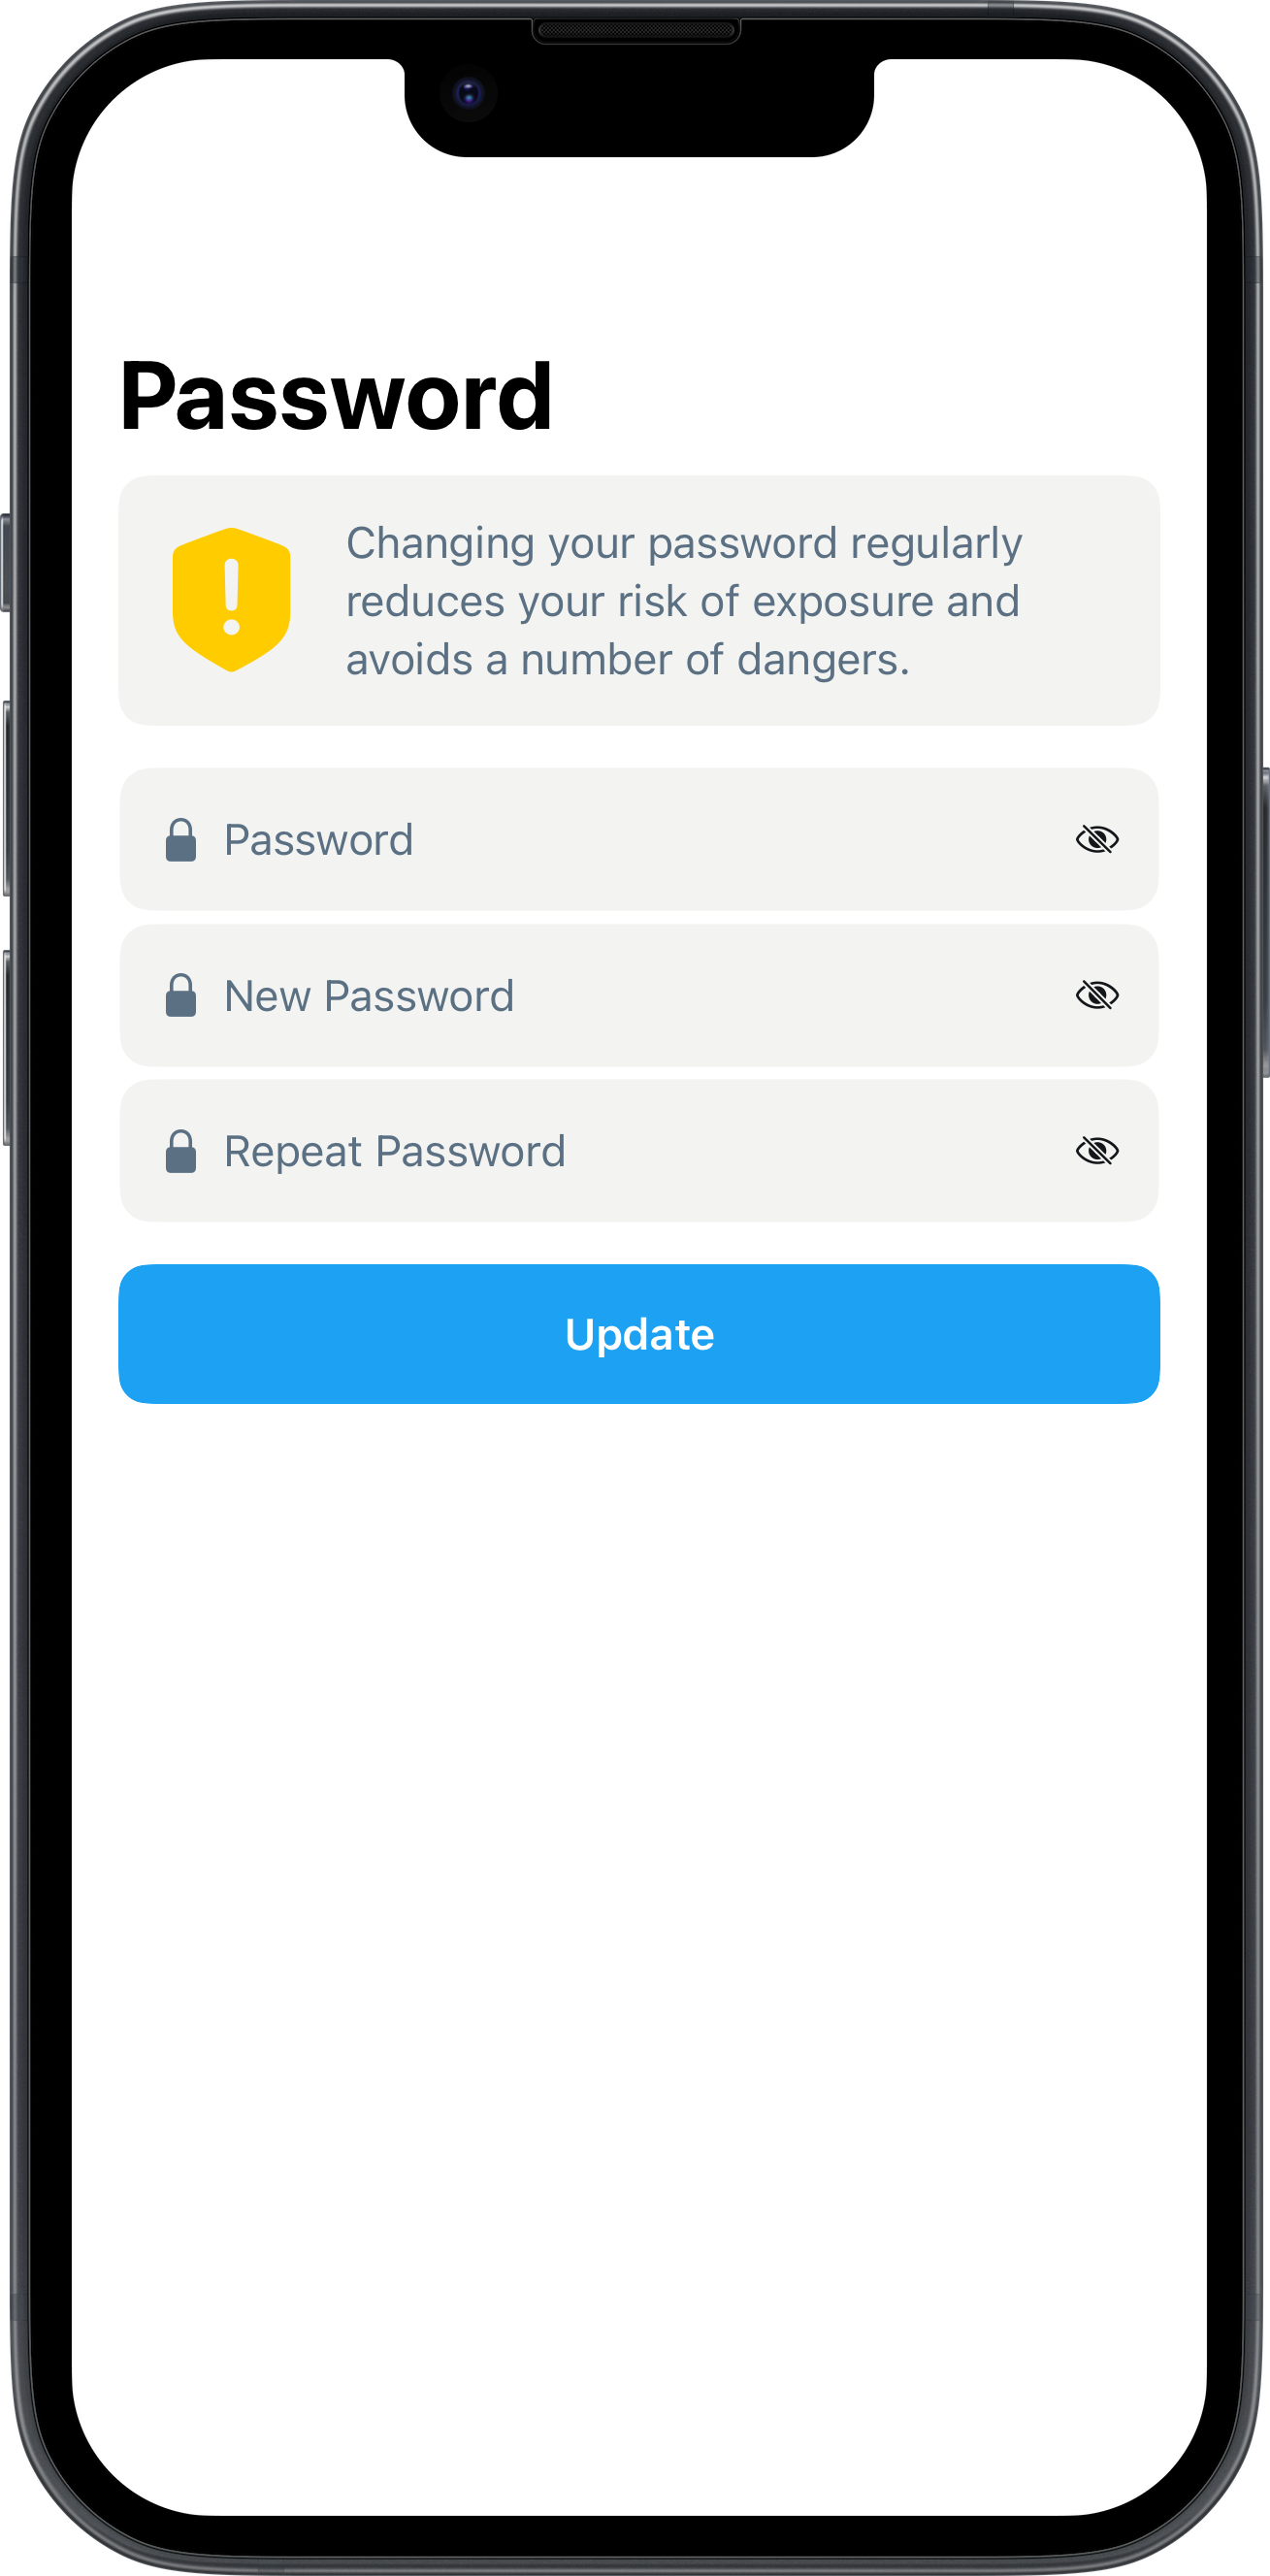 Password
Changing your password regularly
reduces your risk of exposure and
avoids a number of dangers.
Password
New Password
Repeat Password
Update